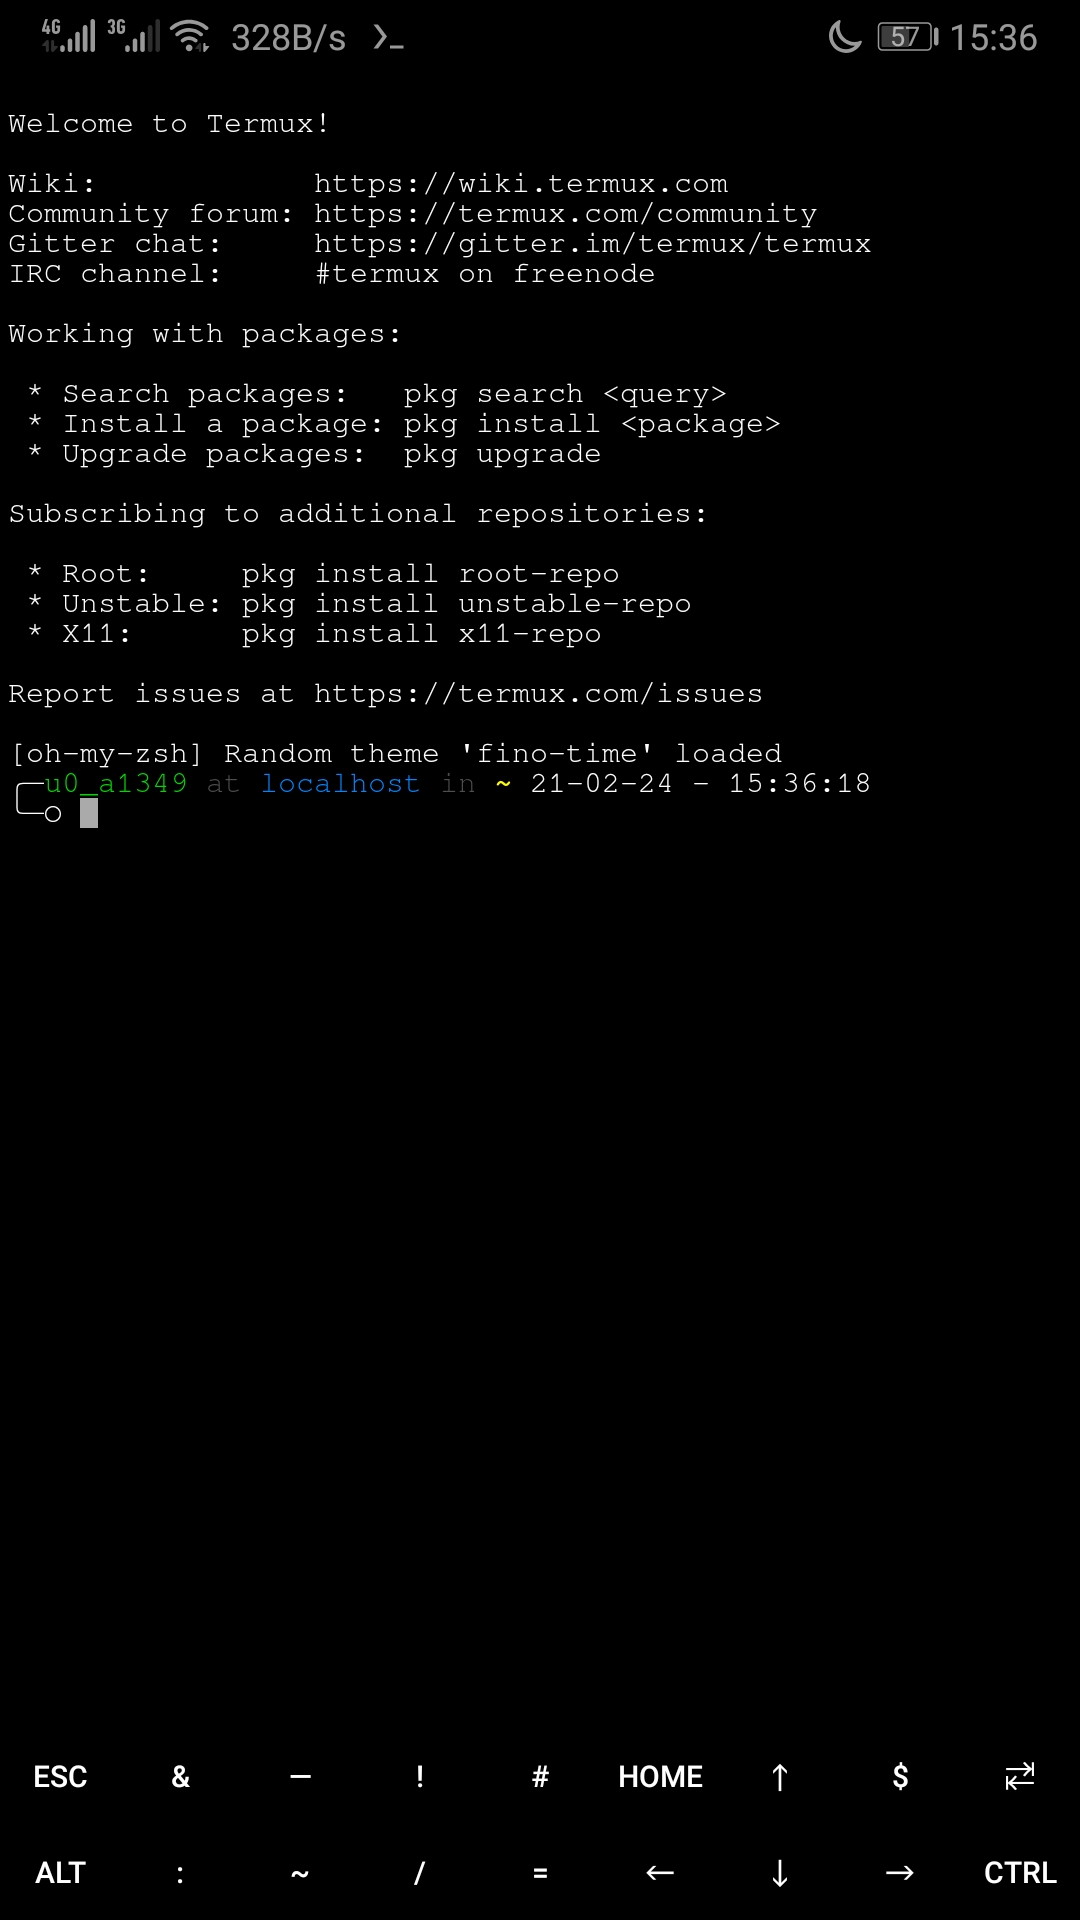 4G 3G 328B/s >_ 57 15:36
Welcome to Termux!
Wiki: https://wiki.termux.com
Community forum: https://termux.com/community
Gitter chat: https://gitter.im/termux/termux
IRC channel: #termux on freenode
Working with packages:
* Search packages: pkg search <query>
* Install a package: pkg install <package>
* Upgrade packages: pkg upgrade
Subscribing to additional repositories:
* Root: pkg install root-repo
* Unstable: pkg install unstable-repo
* X11: pkg install x11-repo
Report issues at https://termux.com/issues
[oh-my-zsh] Random theme 'fino-time' loaded
╭─u0_a1349 at localhost in ~ 21-02-24 - 15:36:18
╰─○
ESC & — ! # HOME ↑ $ ⇄
ALT : ~ / = ← ↓ → CTRL